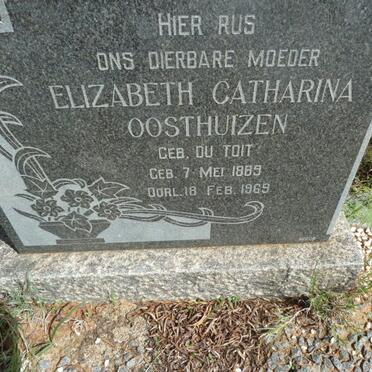 HIER RUS
ONS DIERBARE MOEDER
ELIZABETH CATHARINA
OOSTHUIZEN
GEB. DU TOIT
GEB. 7 MEI 1889
OORL. 18 FEB. 1969